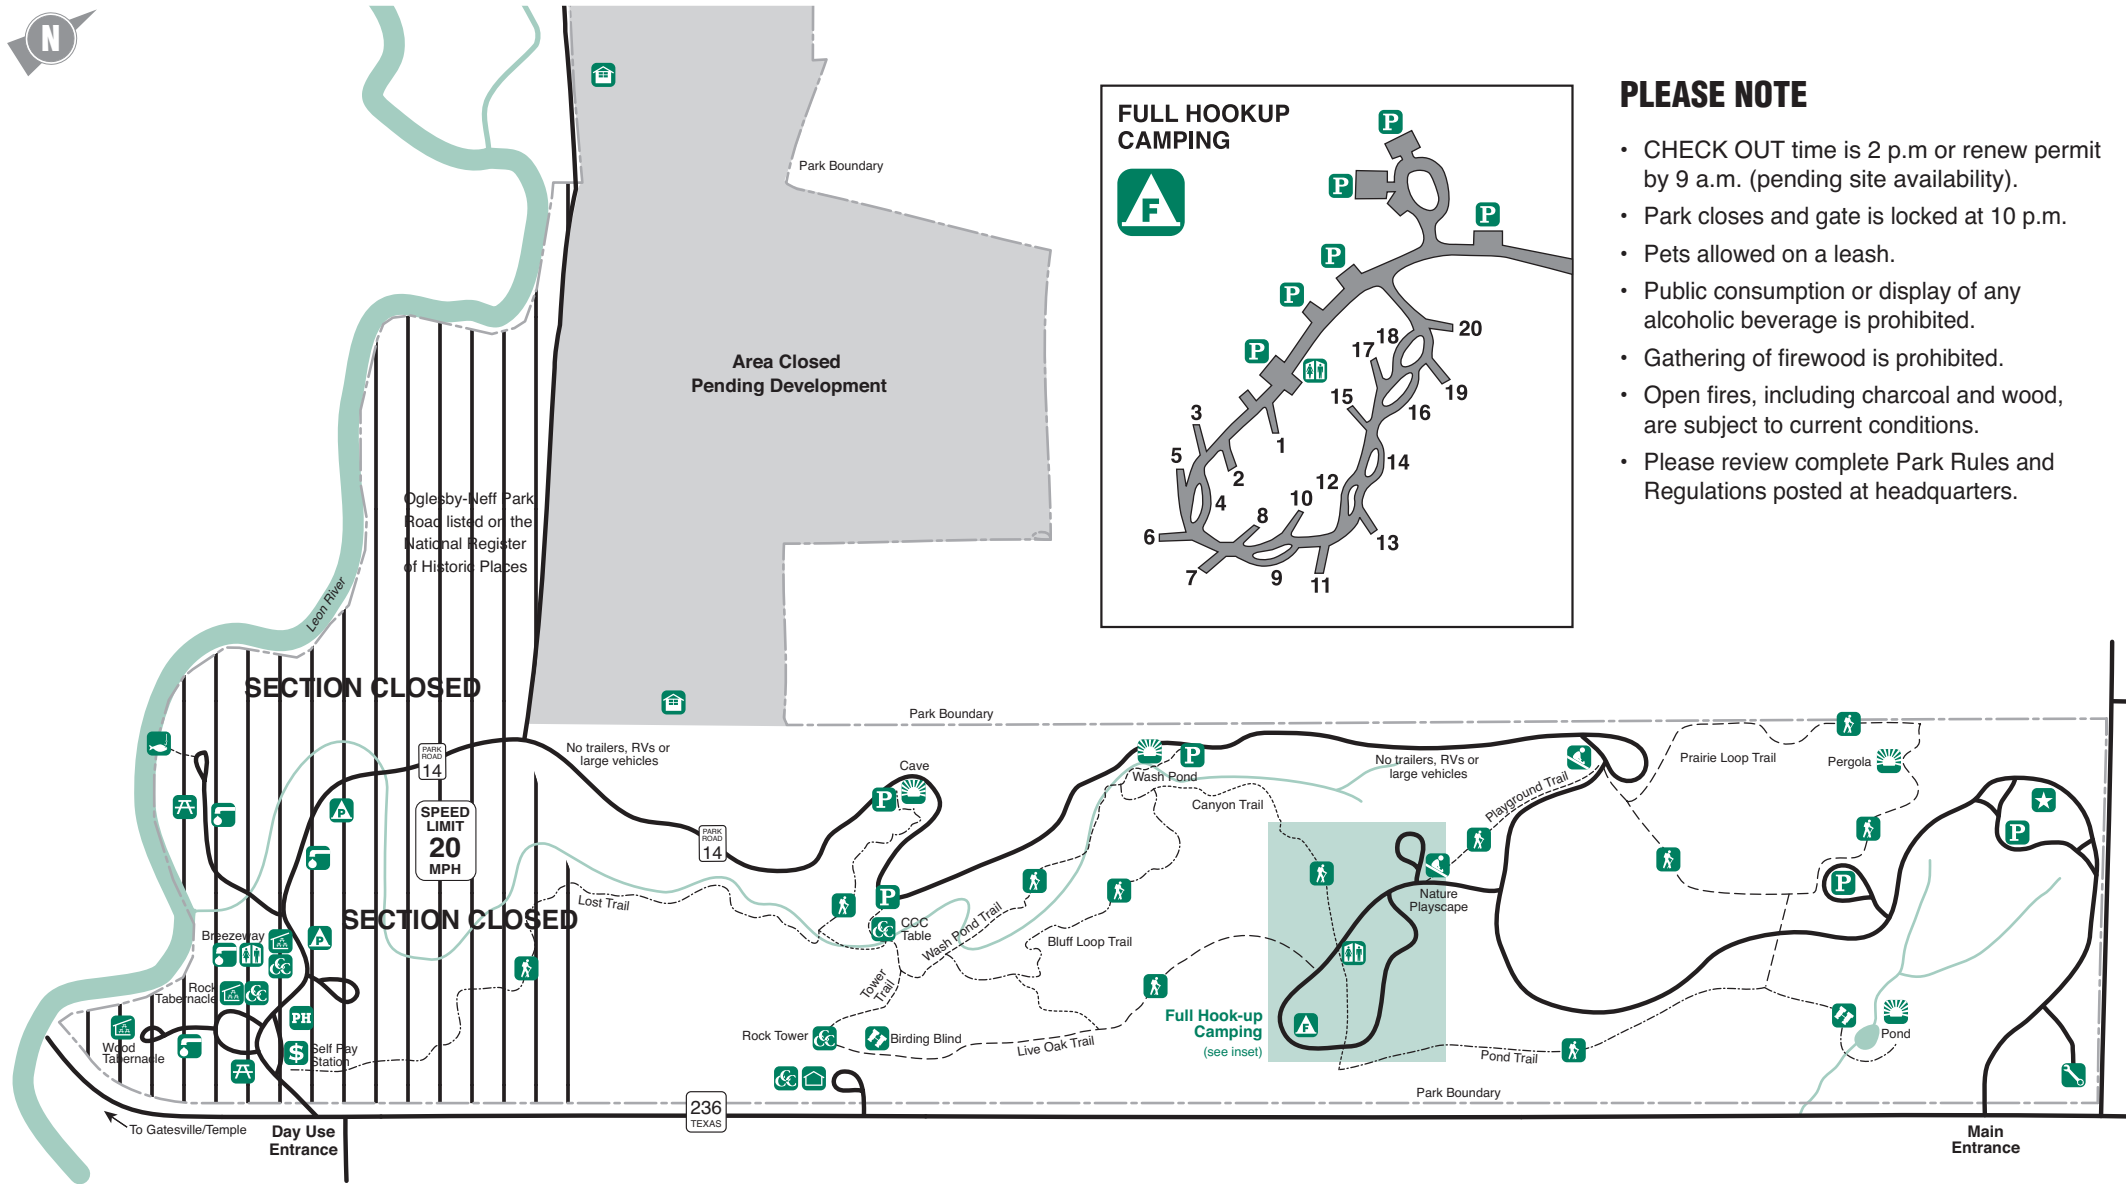 N
Park Boundary
Area Closed
Pending Development
Oglesby-Neff Park
Road listed on the
National Register
of Historic Places
Leon River
SECTION CLOSED
FULL HOOKUP
CAMPING
F
P
P
P
P
P
P
20
18
17
19
15
16
3
1
5
2
14
12
4
10
8
6
13
7
9
11
PLEASE NOTE
• CHECK OUT time is 2 p.m or renew permit
by 9 a.m. (pending site availability).
• Park closes and gate is locked at 10 p.m.
• Pets allowed on a leash.
• Public consumption or display of any
alcoholic beverage is prohibited.
• Gathering of firewood is prohibited.
• Open fires, including charcoal and wood,
are subject to current conditions.
• Please review complete Park Rules and
Regulations posted at headquarters.
Park Boundary
PARK
ROAD
14
No trailers, RVs or
large vehicles
SPEED
LIMIT
20
MPH
P
PARK
ROAD
14
Cave
P
P
Wash Pond
Canyon Trail
No trailers, RVs or
large vehicles
Playground Trail
Prairie Loop Trail
Pergola
P
P
Nature
Playscape
SECTION CLOSED
Lost Trail
P
CCC
CCC
Table
Wash Pond Trail
Bluff Loop Trail
Tower
Trail
Breezeway
P
CCC
Rock
Tabernacle
CCC
PH
Wood
Tabernacle
$
Self Pay
Station
Rock Tower
CCC
Birding Blind
Live Oak Trail
Full Hook-up
Camping
(see inset)
F
Pond Trail
Pond
CCC
Park Boundary
236
TEXAS
To Gatesville/Temple
Day Use
Entrance
Main
Entrance